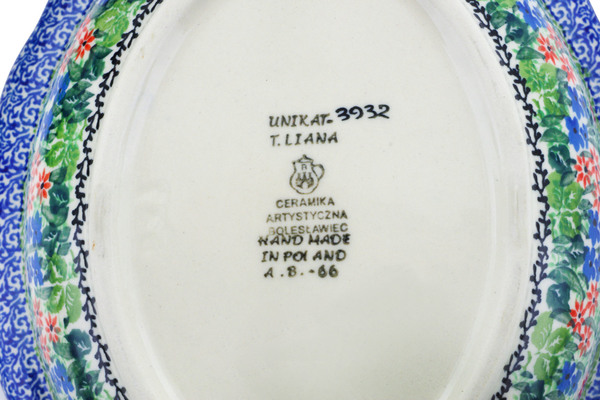 UNIKAT-3932
T.LIANA
CERAMIKA
ARTYSTYCZNA
BOLESŁAWIEC
HAND MADE
IN POLAND
A.B.-66